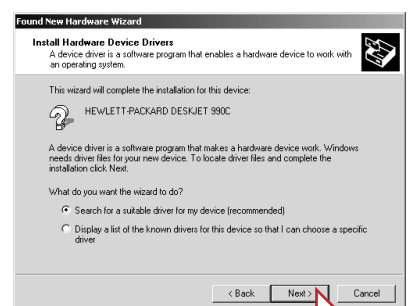 Found New Hardware Wizard
Install Hardware Device Drivers
A device driver is a software program that enables a hardware device to work with
an operating system.
This wizard will complete the installation for this device:
HEWLETT-PACKARD DESKJET 990C
A device driver is a software program that makes a hardware device work. Windows
needs driver files for your new device. To locate driver files and complete the
installation click Next.
What do you want the wizard to do?
Search for a suitable driver for my device (recommended)
Display a list of the known drivers for this device so that I can choose a specific
driver
< Back Next > Cancel